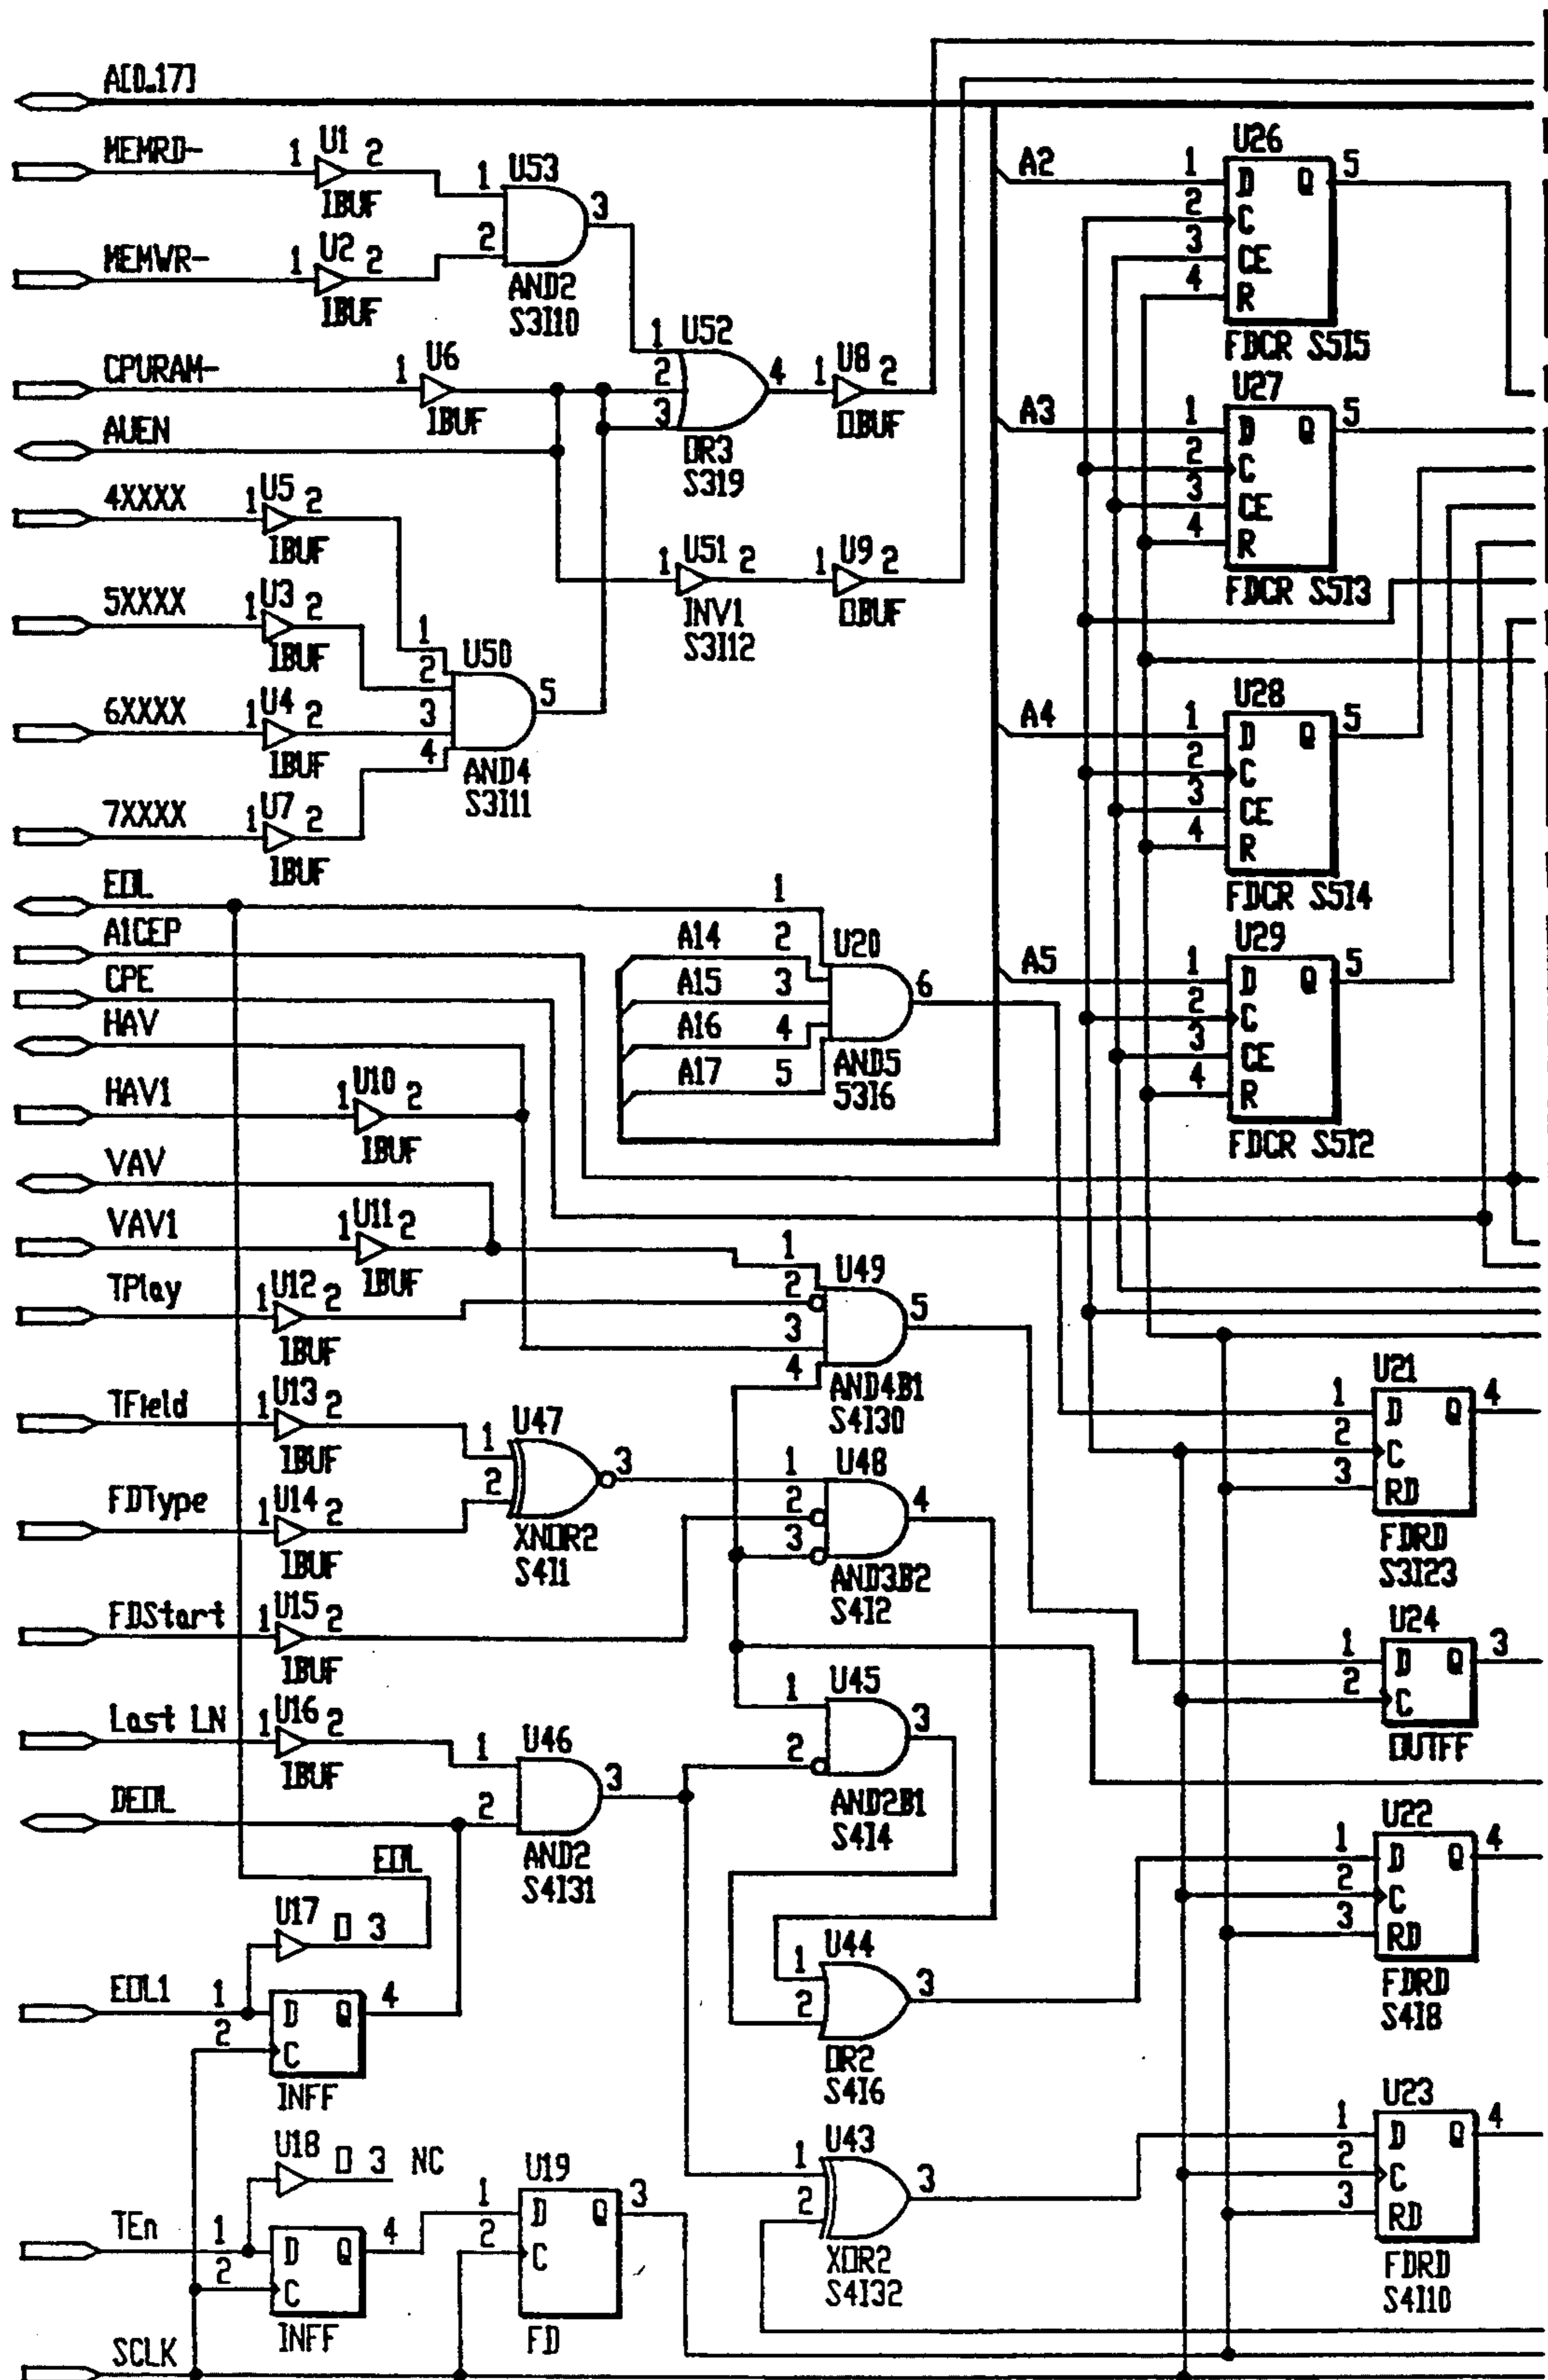 A[0..17]
MEMRD-
1 U1 2
IBUF
MEMWR-
1 U2 2
IBUF
1 U53 3
2
AND2
S3I10
CPURAM-
1 U6
IBUF
1 U52
2 4
3
OR3
S3I9
1 U8 2
OBUF
AUEN
4XXXX
1 U5 2
IBUF
5XXXX
1 U3 2
IBUF
6XXXX
1 U4 2
IBUF
7XXXX
1 U7 2
IBUF
1 U50
2 5
3
4
AND4
S3I11
1 U51 2
INV1
S3I12
1 U9 2
OBUF
A2
U26
1 D Q 5
2 C
3 CE
4 R
FDCR S5I5
A3
U27
1 D Q 5
2 C
3 CE
4 R
FDCR S5I3
A4
U28
1 D Q 5
2 C
3 CE
4 R
FDCR S5I4
A5
U29
1 D Q 5
2 C
3 CE
4 R
FDCR S5I2
EOL
A1CEP
CPE
HAV
1
A14 2 U20
A15 3 6
A16 4
A17 5
AND5
53I6
HAV1
1 U10 2
IBUF
VAV
VAV1
1 U11 2
IBUF
TPlay
1 U12 2
IBUF
1 U49
2 5
3
4
AND4B1
S4I30
TField
1 U13 2
IBUF
FDType
1 U14 2
IBUF
U47
1 3
2
XNOR2
S4I1
1 U48
2 4
3
AND3B2
S4I2
U21
1 D Q 4
2 C
3 RD
FDRD
S3I23
FDStart
1 U15 2
IBUF
U24
1 D Q 3
2 C
OUTFF
Last LN
1 U16 2
IBUF
DEOL
U46
1 3
2
AND2
S4I31
U45
1 3
2
AND2B1
S4I4
U22
1 D Q 4
2 C
3 RD
FDRD
S4I8
EOL
U17 O 3
EOL1
1 D Q 4
2 C
INFF
U44
1 3
2
OR2
S4I6
U18 O 3 NC
TEn
1 D Q 4
2 C
INFF
U19
1 D Q 3
2 C
FD
U43
1 3
2
XOR2
S4I32
U23
1 D Q 4
2 C
3 RD
FDRD
S4I10
SCLK